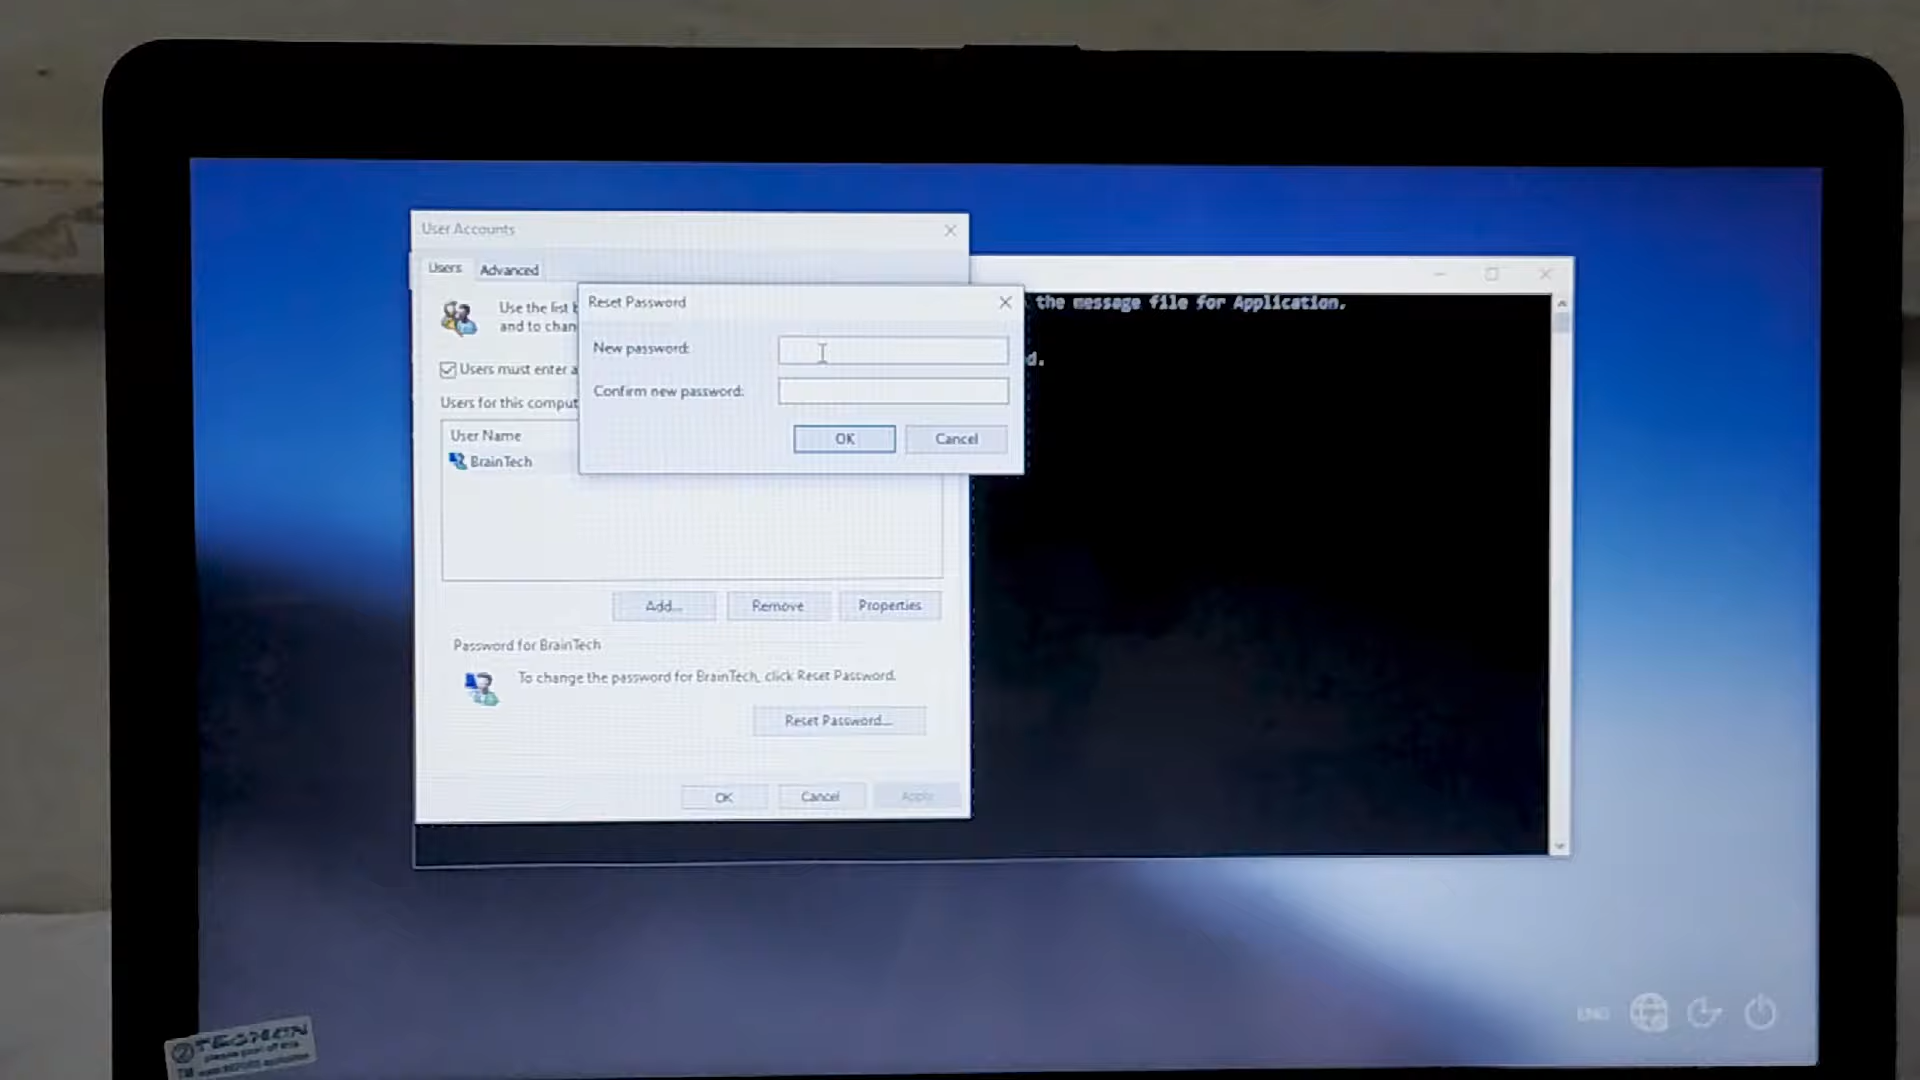 User Accounts
Users Advanced
Use the list b
and to chan
Users must enter a
Users for this comput
User Name
BrainTech
Reset Password
New password:
Confirm new password:
OK Cancel
the message file for Application.
d.
Add... Remove Properties
Password for BrainTech
To change the password for BrainTech, click Reset Password.
Reset Password...
OK Cancel Apply
ENG